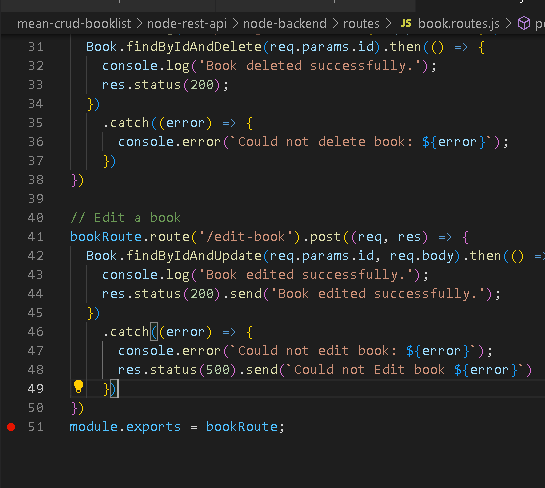 mean-crud-booklist > node-rest-api > node-backend > routes > JS book.routes.js >
31 Book.findByIdAndDelete(req.params.id).then(() => {
32 console.log('Book deleted successfully.');
33 res.status(200);
34 })
35 .catch((error) => {
36 console.error(`Could not delete book: ${error}`);
37 })
38 })
39
40 // Edit a book
41 bookRoute.route('/edit-book').post((req, res) => {
42 Book.findByIdAndUpdate(req.params.id, req.body).then(() =>
43 console.log('Book edited successfully.');
44 res.status(200).send('Book edited successfully.');
45 })
46 .catch((error) => {
47 console.error(`Could not edit book: ${error}`);
48 res.status(500).send(`Could not Edit book ${error}`)
49 })
50 })
51 module.exports = bookRoute;